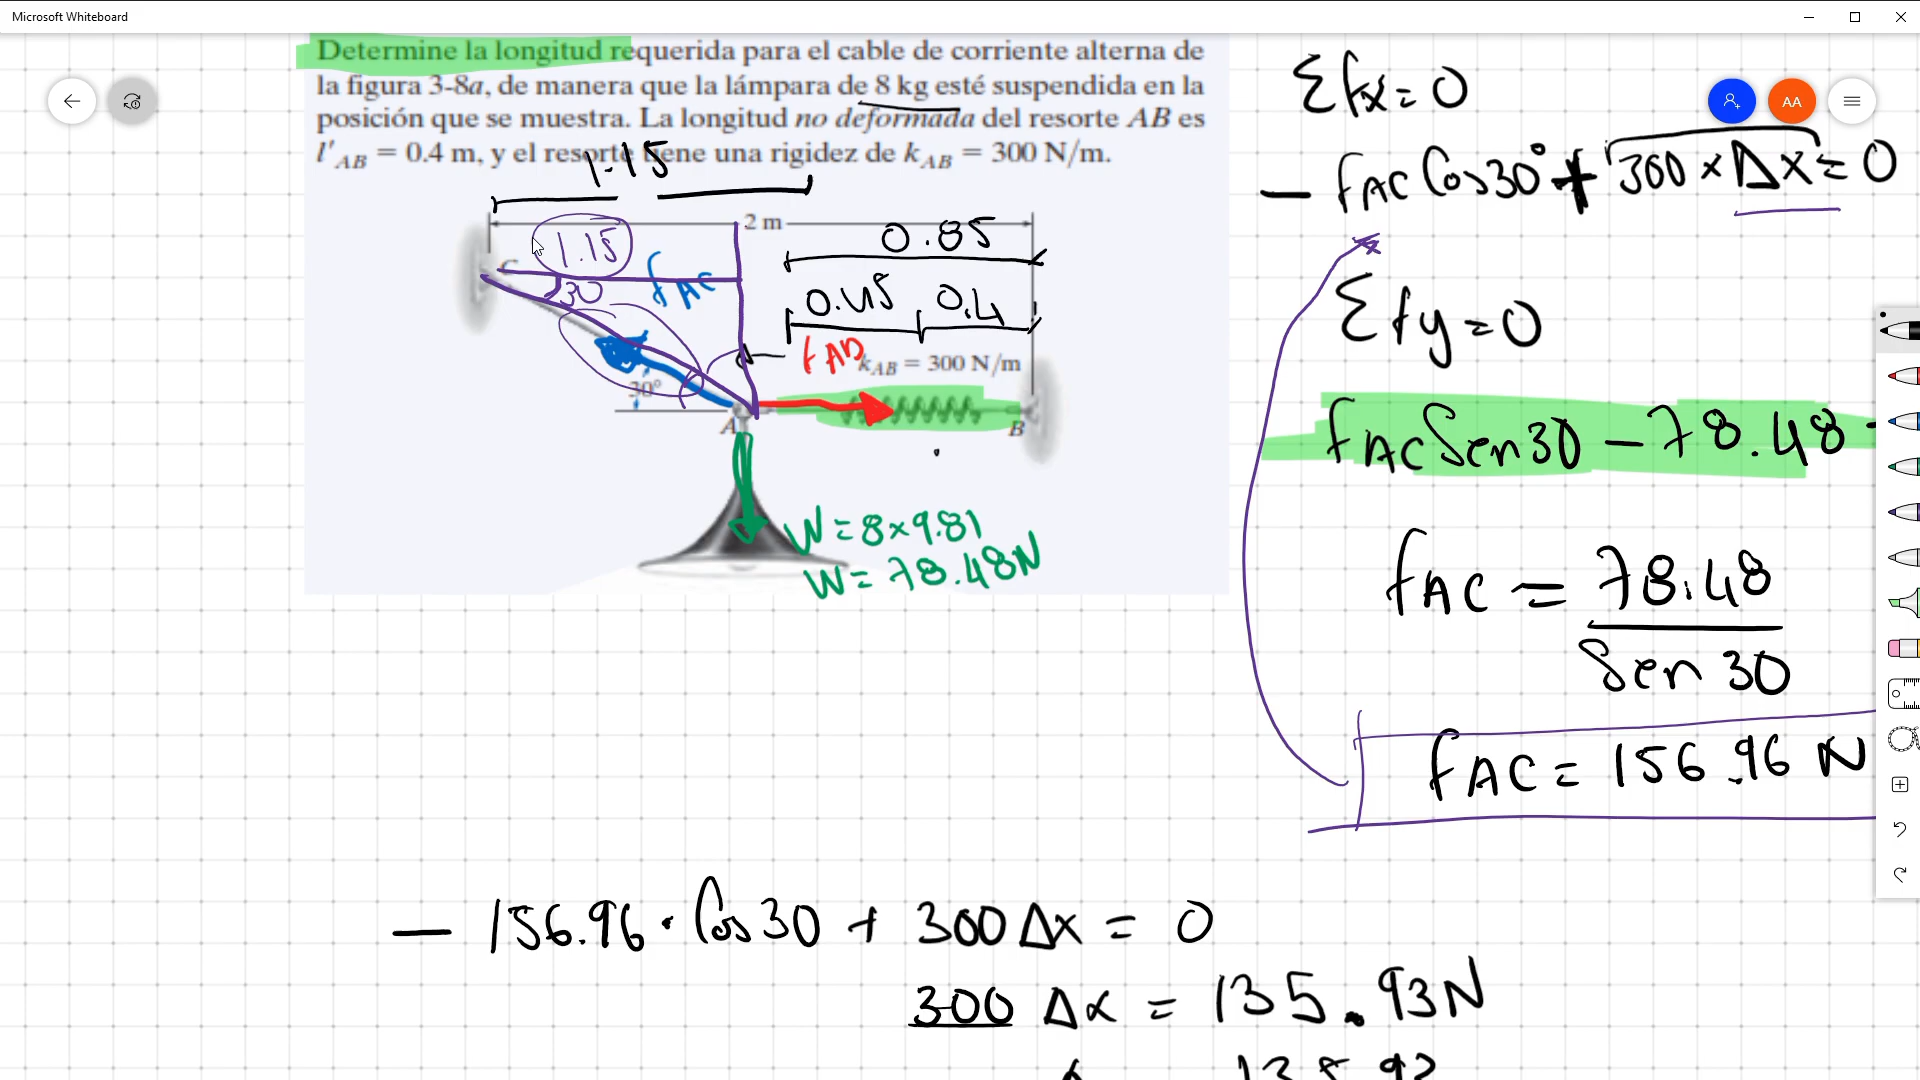 Microsoft Whiteboard
Determine la longitud requerida para el cable de corriente alterna de
la figura 3-8a, de manera que la lámpara de 8 kg esté suspendida en la
posición que se muestra. La longitud no deformada del resorte AB es
l'AB = 0.4 m, y el resorte tiene una rigidez de kAB = 300 N/m.
1.15
2 m
0.85
1.15
C
30
fAC
0.45 0.4
fAB
kAB = 300 N/m
30°
A
B
W = 8 × 9.81
W = 78.48 N
Σfx = 0
− fAC Cos30° + 300 × Δx = 0
Σfy = 0
fAC Sen30 − 78.48
fAC = 78.48
Sen 30
fAC = 156.96 N
− 156.96 · Cos30 + 300 Δx = 0
300 Δx = 135.93N
AA